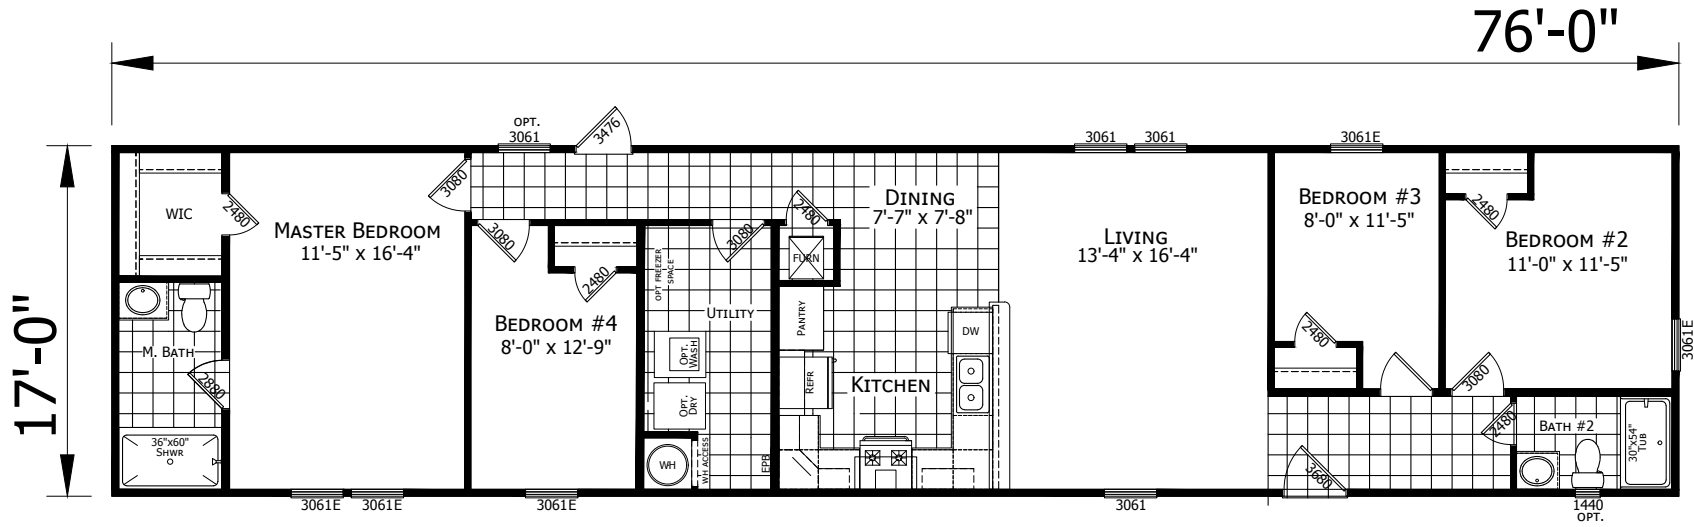 76'-0"
17'-0"
OPT.
3061
3476
3061
3061
3061E
WIC
2480
3080
MASTER BEDROOM
11'-5" x 16'-4"
3080
2480
BEDROOM #4
8'-0" x 12'-9"
3080
OPT FREEZER
SPACE
UTILITY
OPT.
WASH
OPT.
DRY
WH
WH ACCESS
EPB
2480
FURN
PANTRY
REFR
DINING
7'-7" x 7'-8"
KITCHEN
DW
LIVING
13'-4" x 16'-4"
BEDROOM #3
8'-0" x 11'-5"
2480
2480
BEDROOM #2
11'-0" x 11'-5"
3061E
3080
M. BATH
2880
36"x60"
SHWR
2480
BATH #2
30"x54"
TUB
3680
3061E
3061E
3061E
3061
1440
OPT.